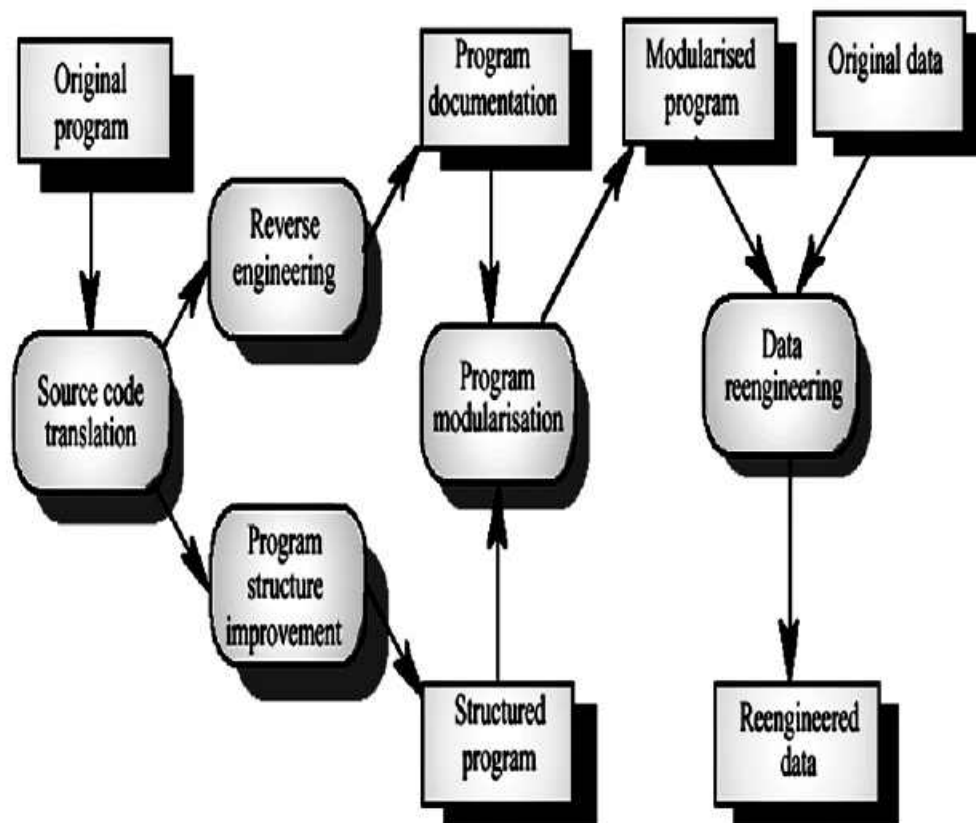 Original
program
Program
documentation
Modularised
program
Original data
Reverse
engineering
Source code
translation
Program
modularisation
Data
reengineering
Program
structure
improvement
Structured
program
Reengineered
data